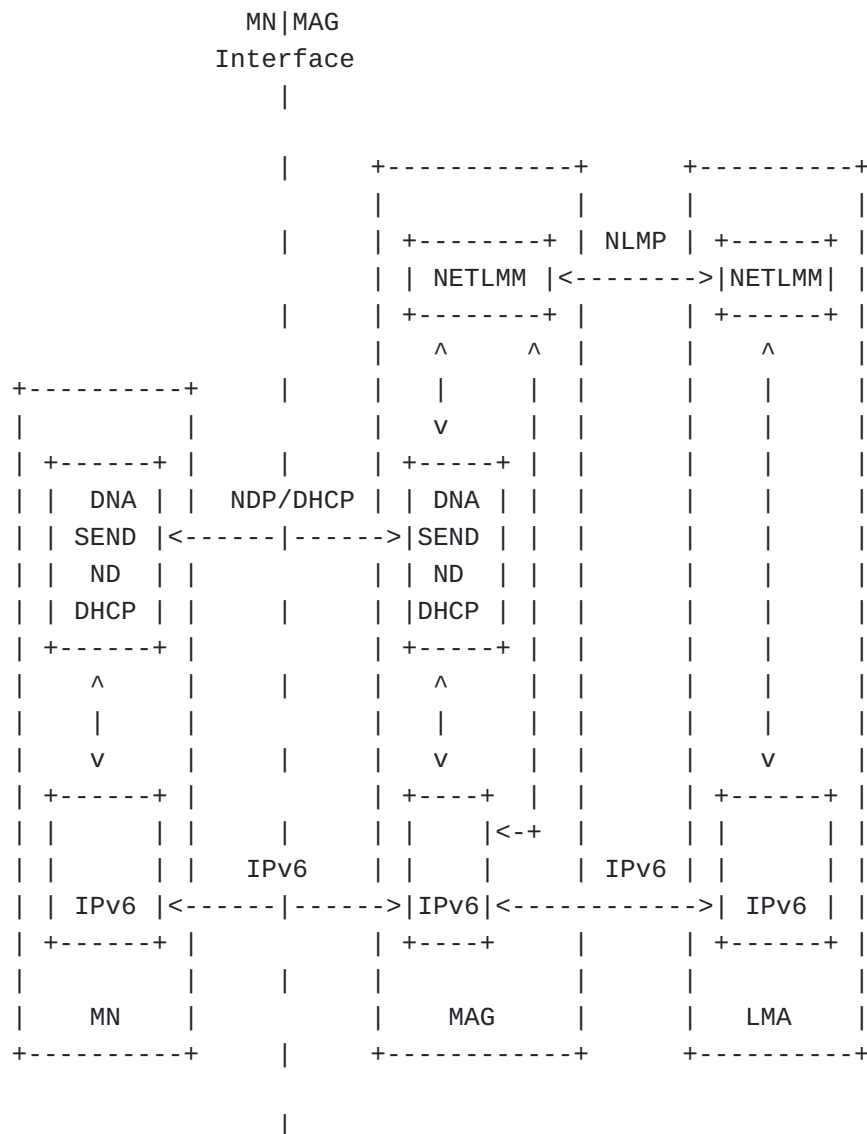 MN|MAG
Interface
NLMP
NETLMM NETLMM
DNA NDP/DHCP DNA
SEND SEND
ND ND
DHCP DHCP
IPv6 IPv6
IPv6 IPv6 IPv6
MN MAG LMA